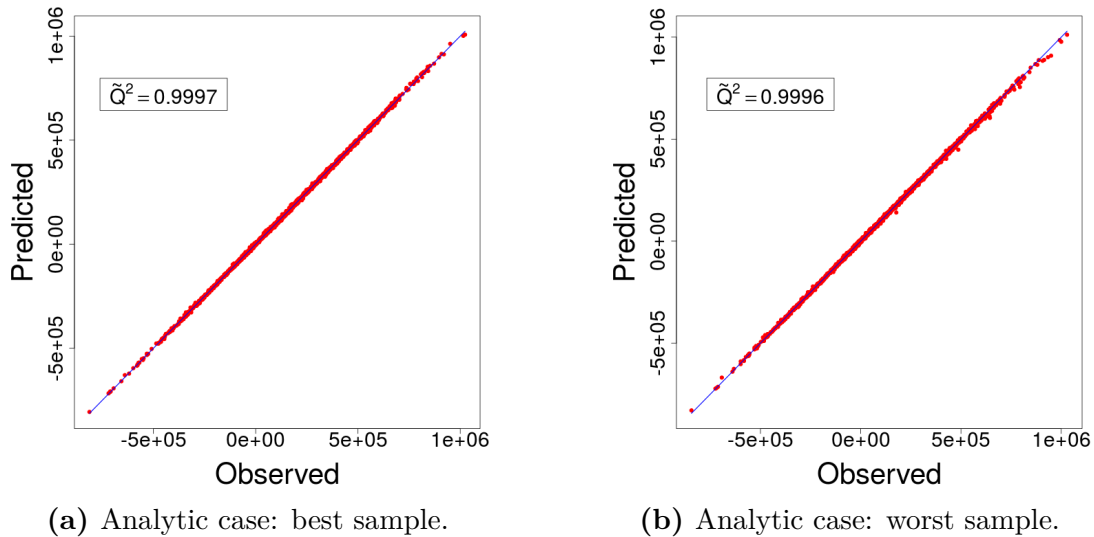 1e+06
5e+05
0e+00
-5e+05
Predicted
Q̃² = 0.9997
-5e+05 0e+00 5e+05 1e+06
Observed
(a) Analytic case: best sample.
1e+06
5e+05
0e+00
-5e+05
Predicted
Q̃² = 0.9996
-5e+05 0e+00 5e+05 1e+06
Observed
(b) Analytic case: worst sample.